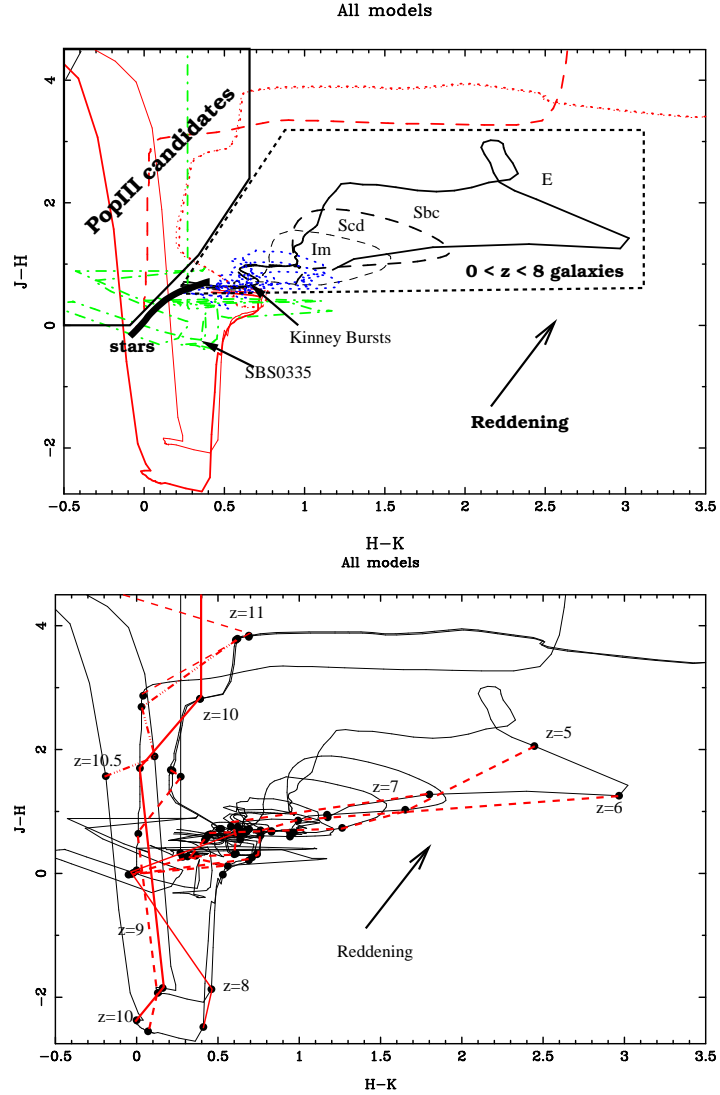 All models
4
2
0
−2
J−H
PopIII candidates
E
Sbc
Scd
Im
0 < z < 8 galaxies
stars
Kinney Bursts
SBS0335
Reddening
−0.5 0 0.5 1 1.5 2 2.5 3 3.5
H−K
All models
4
2
0
−2
J−H
z=11
z=10
z=10.5
z=5
z=7
z=6
z=9
Reddening
z=8
z=10
−0.5 0 0.5 1 1.5 2 2.5 3 3.5
H−K